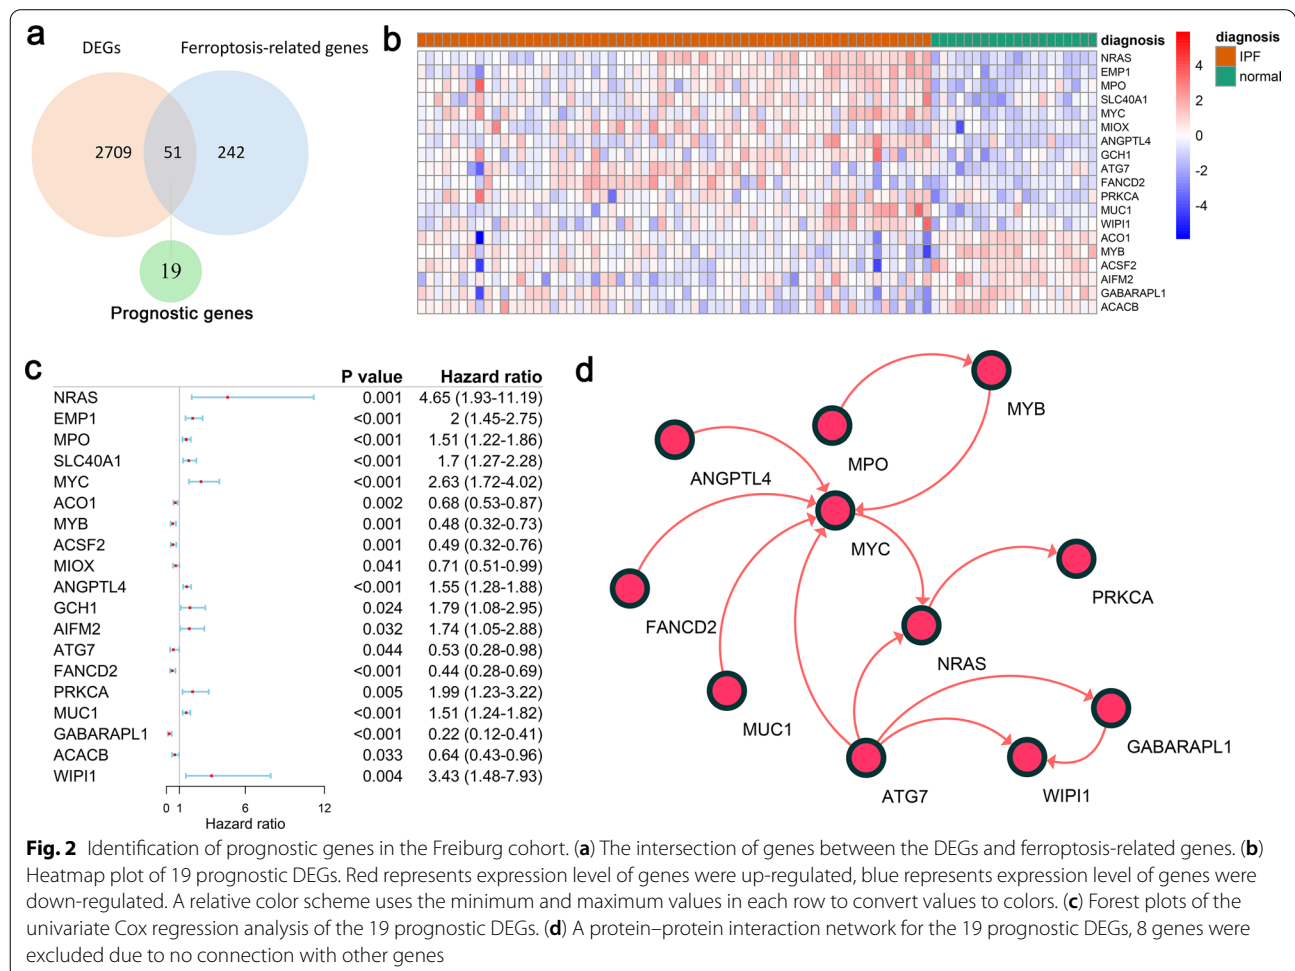 a
DEGs
Ferroptosis-related genes
2709
51
242
19
Prognostic genes
b
diagnosis
NRAS
EMP1
MPO
SLC40A1
MYC
MIOX
ANGPTL4
GCH1
ATG7
FANCD2
PRKCA
MUC1
WIPI1
ACO1
MYB
ACSF2
AIFM2
GABARAPL1
ACACB
4
2
0
-2
-4
diagnosis
IPF
normal
c
P value Hazard ratio
NRAS 0.001 4.65 (1.93-11.19)
EMP1 <0.001 2 (1.45-2.75)
MPO <0.001 1.51 (1.22-1.86)
SLC40A1 <0.001 1.7 (1.27-2.28)
MYC <0.001 2.63 (1.72-4.02)
ACO1 0.002 0.68 (0.53-0.87)
MYB 0.001 0.48 (0.32-0.73)
ACSF2 0.001 0.49 (0.32-0.76)
MIOX 0.041 0.71 (0.51-0.99)
ANGPTL4 <0.001 1.55 (1.28-1.88)
GCH1 0.024 1.79 (1.08-2.95)
AIFM2 0.032 1.74 (1.05-2.88)
ATG7 0.044 0.53 (0.28-0.98)
FANCD2 <0.001 0.44 (0.28-0.69)
PRKCA 0.005 1.99 (1.23-3.22)
MUC1 <0.001 1.51 (1.24-1.82)
GABARAPL1 <0.001 0.22 (0.12-0.41)
ACACB 0.033 0.64 (0.43-0.96)
WIPI1 0.004 3.43 (1.48-7.93)
0 1 6 12
Hazard ratio
d
MYB
MPO
ANGPTL4
MYC
PRKCA
FANCD2
NRAS
MUC1
GABARAPL1
ATG7
WIPI1
Fig. 2 Identification of prognostic genes in the Freiburg cohort. (a) The intersection of genes between the DEGs and ferroptosis-related genes. (b)
Heatmap plot of 19 prognostic DEGs. Red represents expression level of genes were up-regulated, blue represents expression level of genes were
down-regulated. A relative color scheme uses the minimum and maximum values in each row to convert values to colors. (c) Forest plots of the
univariate Cox regression analysis of the 19 prognostic DEGs. (d) A protein–protein interaction network for the 19 prognostic DEGs, 8 genes were
excluded due to no connection with other genes